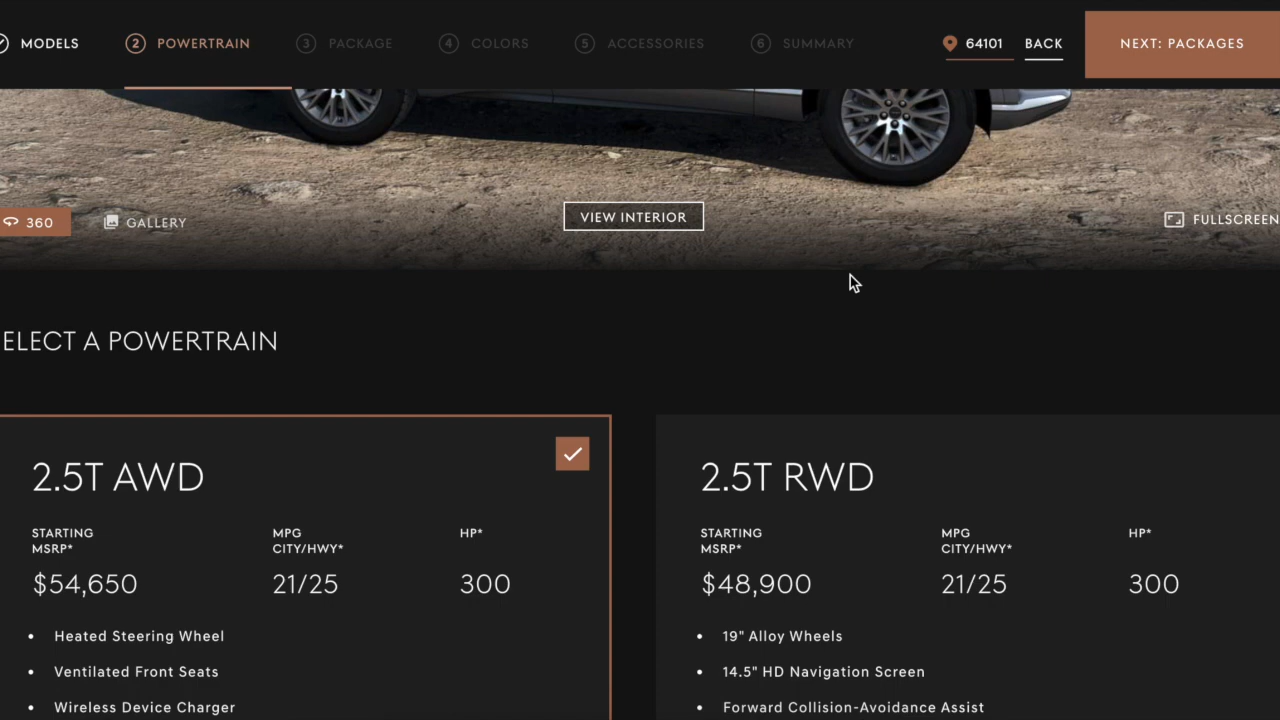 MODELS
2 POWERTRAIN
3 PACKAGE
4 COLORS
5 ACCESSORIES
6 SUMMARY
64101
BACK
NEXT: PACKAGES
360
GALLERY
VIEW INTERIOR
FULLSCREEN
ELECT A POWERTRAIN
2.5T AWD
STARTING
MSRP*
$54,650
MPG
CITY/HWY*
21/25
HP*
300
• Heated Steering Wheel
• Ventilated Front Seats
• Wireless Device Charger
2.5T RWD
STARTING
MSRP*
$48,900
MPG
CITY/HWY*
21/25
HP*
300
• 19" Alloy Wheels
• 14.5" HD Navigation Screen
• Forward Collision-Avoidance Assist